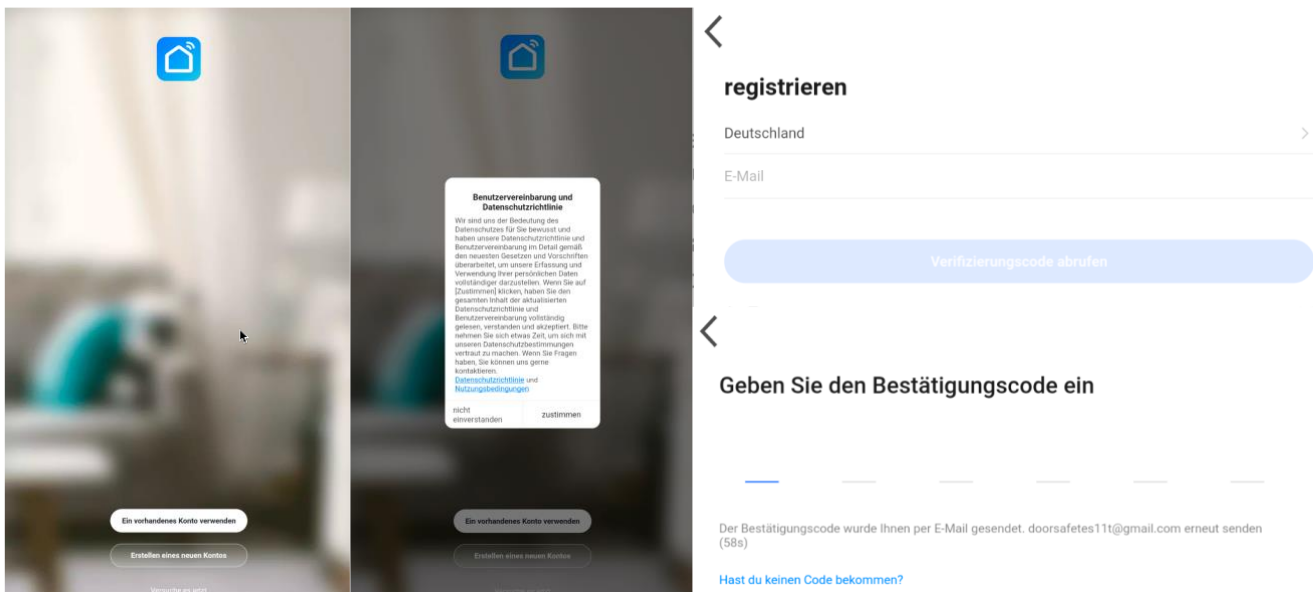 Ein vorhandenes Konto verwenden
Erstellen eines neuen Kontos
Versuche es jetzt
Benutzervereinbarung und
Datenschutzrichtlinie
Wir sind uns der Bedeutung des
Datenschutzes für Sie bewusst und
haben unsere Datenschutzrichtlinie und
Benutzervereinbarung im Detail gemäß
den neuesten Gesetzen und Vorschriften
überarbeitet, um unsere Erfassung und
Verwendung Ihrer persönlichen Daten
vollständiger darzustellen. Wenn Sie auf
[Zustimmen] klicken, haben Sie den
gesamten Inhalt der aktualisierten
Datenschutzrichtlinie und
Benutzervereinbarung vollständig
gelesen, verstanden und akzeptiert. Bitte
nehmen Sie sich etwas Zeit, um sich mit
unseren Datenschutzbestimmungen
vertraut zu machen. Wenn Sie Fragen
haben, Sie können uns gerne
kontaktieren.
Datenschutzrichtlinie und
Nutzungsbedingungen
nicht
einverstanden
zustimmen
Ein vorhandenes Konto verwenden
Erstellen eines neuen Kontos
registrieren
Deutschland
E-Mail
Verifizierungscode abrufen
Geben Sie den Bestätigungscode ein
Der Bestätigungscode wurde Ihnen per E-Mail gesendet. doorsafetes11t@gmail.com erneut senden
(58s)
Hast du keinen Code bekommen?